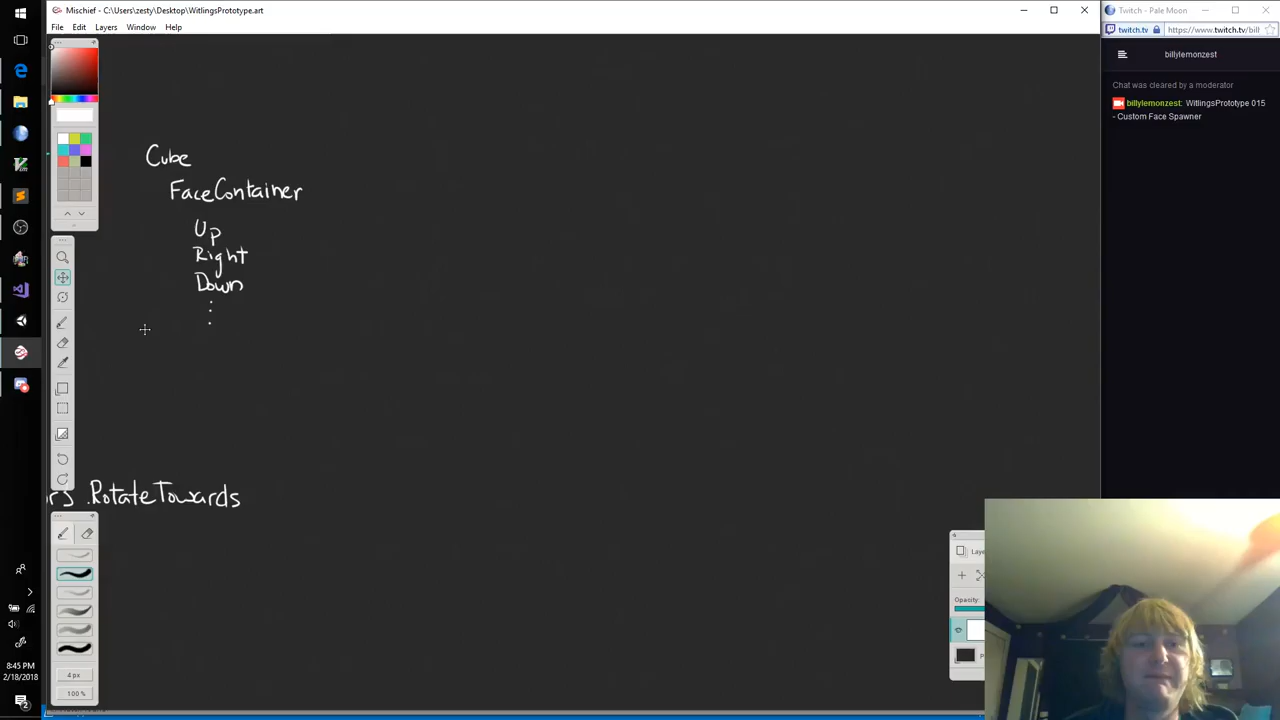 Mischief - C:\Users\zesty\Desktop\WitlingsPrototype.art
File Edit Layers Window Help
Cube
FaceContainer
Up
Right
Down
.RotateTowards
4 px
100 %
Opacity:
8:45 PM
2/18/2018
Twitch - Pale Moon
twitch.tv
https://www.twitch.tv/bill
billylemonzest
Chat was cleared by a moderator
billylemonzest: WitlingsPrototype 015
- Custom Face Spawner